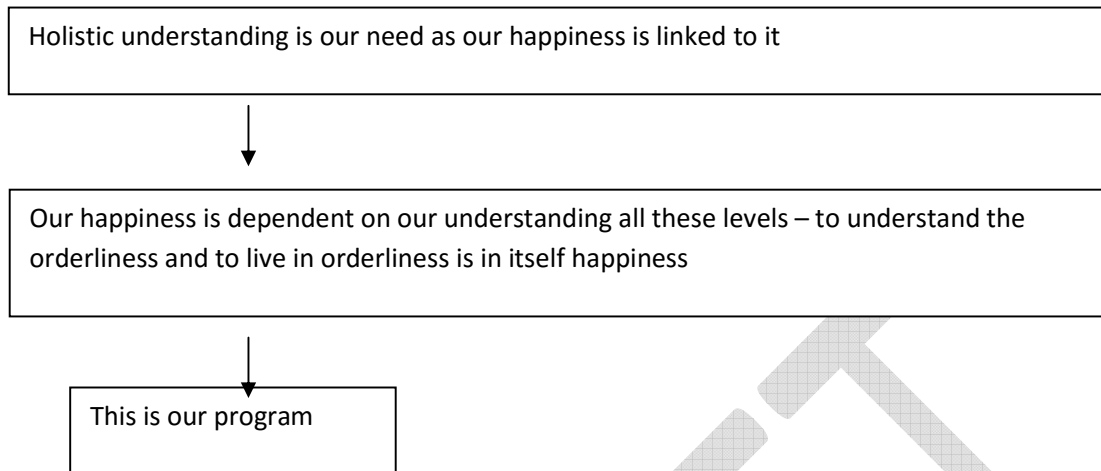 Holistic understanding is our need as our happiness is linked to it
Our happiness is dependent on our understanding all these levels – to understand the
orderliness and to live in orderliness is in itself happiness
This is our program